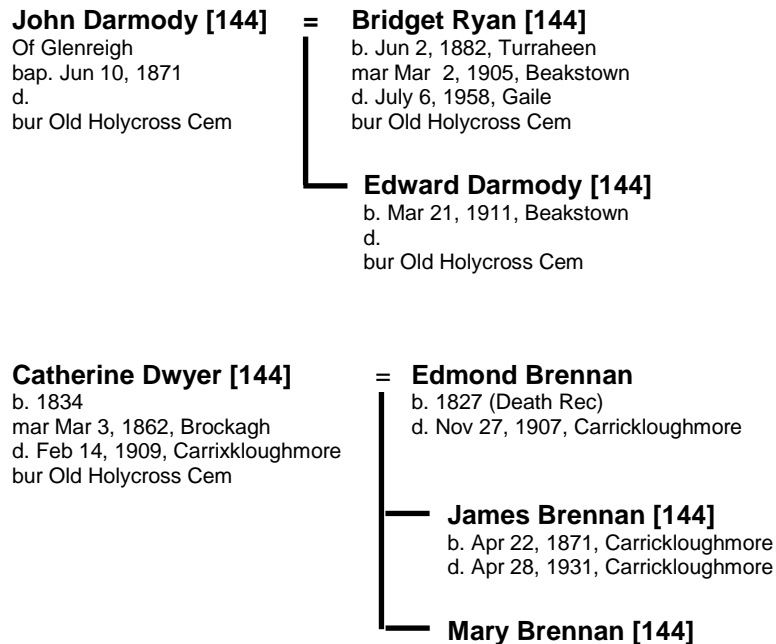 John Darmody [144] = Bridget Ryan [144]
Of Glenreigh
bap. Jun 10, 1871
d.
bur Old Holycross Cem
b. Jun 2, 1882, Turraheen
mar Mar 2, 1905, Beakstown
d. July 6, 1958, Gaile
bur Old Holycross Cem
Edward Darmody [144]
b. Mar 21, 1911, Beakstown
d.
bur Old Holycross Cem
Catherine Dwyer [144] = Edmond Brennan
b. 1834
mar Mar 3, 1862, Brockagh
d. Feb 14, 1909, Carrixkloughmore
bur Old Holycross Cem
b. 1827 (Death Rec)
d. Nov 27, 1907, Carrickloughmore
James Brennan [144]
b. Apr 22, 1871, Carrickloughmore
d. Apr 28, 1931, Carrickloughmore
Mary Brennan [144]